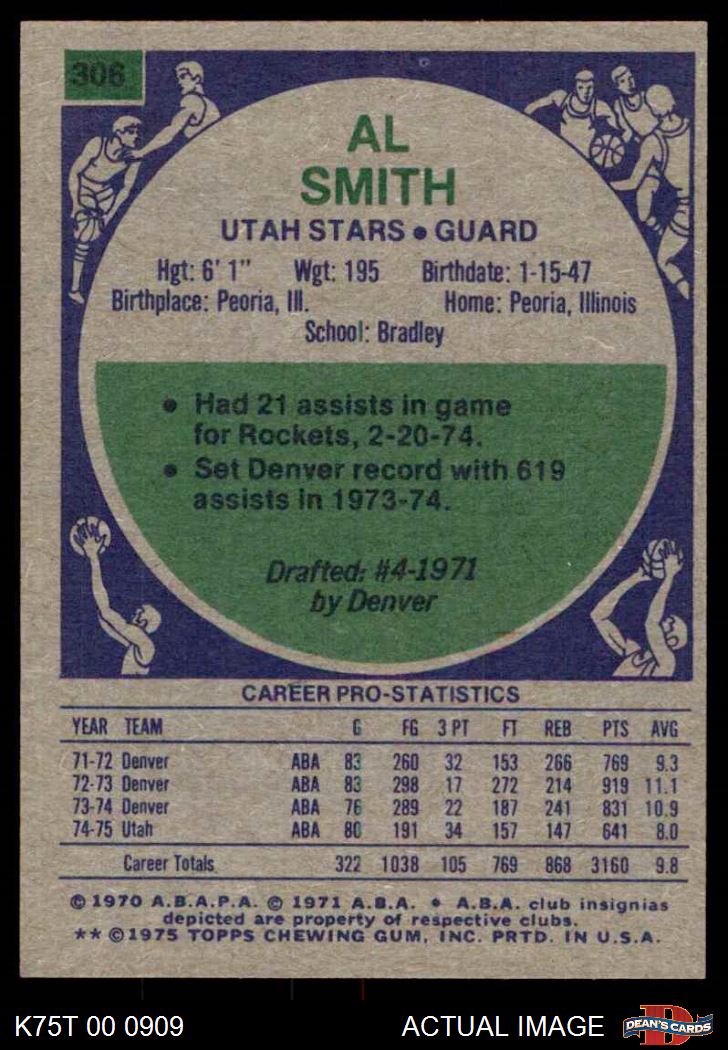 306
AL
SMITH
UTAH STARS • GUARD
Hgt: 6' 1" Wgt: 195 Birthdate: 1-15-47
Birthplace: Peoria, Ill. Home: Peoria, Illinois
School: Bradley
• Had 21 assists in game
for Rockets, 2-20-74.
• Set Denver record with 619
assists in 1973-74.
Drafted: #4-1971
by Denver
CAREER PRO-STATISTICS
YEAR TEAM G FG 3 PT FT REB PTS AVG
71-72 Denver ABA 83 260 32 153 266 769 9.3
72-73 Denver ABA 83 298 17 272 214 919 11.1
73-74 Denver ABA 76 289 22 187 241 831 10.9
74-75 Utah ABA 80 191 34 157 147 641 8.0
Career Totals 322 1038 105 769 868 3160 9.8
© 1970 A.B.A.P.A. © 1971 A.B.A. • A.B.A. club insignias
depicted are property of respective clubs.
** © 1975 TOPPS CHEWING GUM, INC. PRTD. IN U.S.A.
K75T 00 0909 ACTUAL IMAGE D DEAN'S CARDS